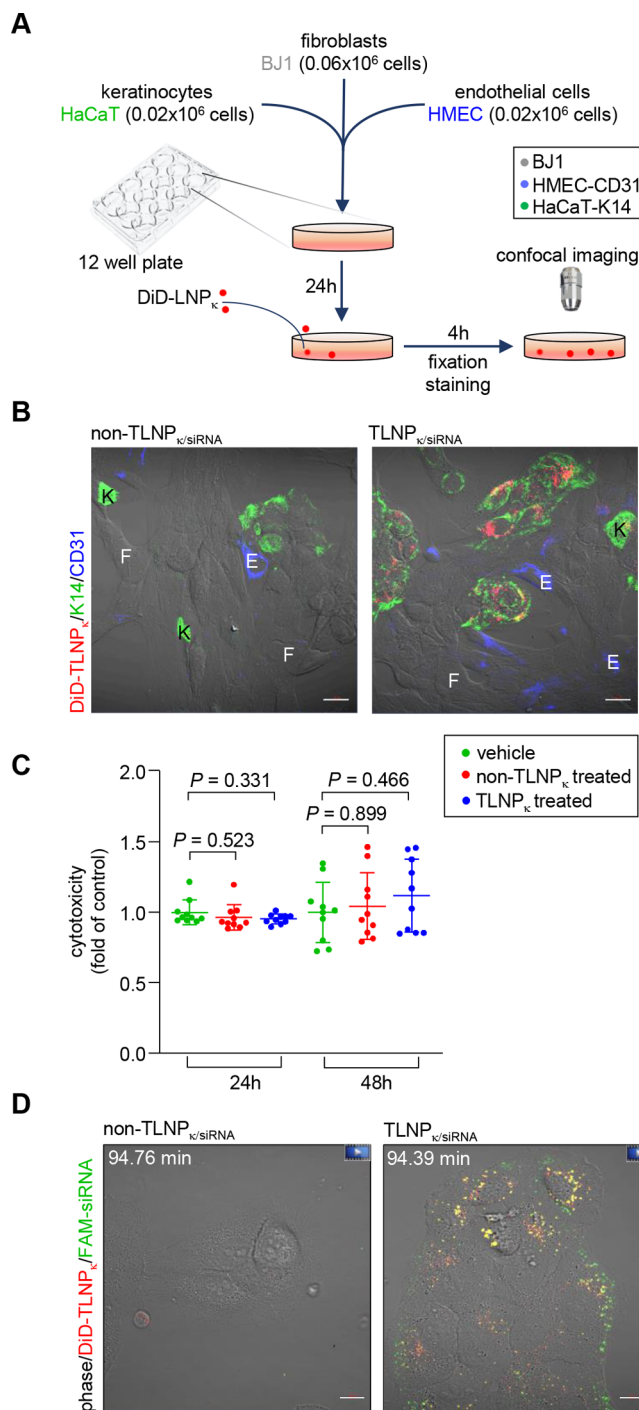 A
fibroblasts
BJ1 (0.06x10⁶ cells)
keratinocytes
HaCaT (0.02x10⁶ cells)
endothelial cells
HMEC (0.02x10⁶ cells)
BJ1
HMEC-CD31
HaCaT-K14
12 well plate
24h
confocal imaging
DiD-LNPκ
4h
fixation
staining
B
non-TLNPκ/siRNA
TLNPκ/siRNA
DiD-TLNPκ/K14/CD31
K
F
E
K
F
K
E
E
F
C
vehicle
non-TLNPκ treated
TLNPκ treated
cytotoxicity
(fold of control)
2.0
1.5
1.0
0.5
0.0
P = 0.331
P = 0.523
P = 0.466
P = 0.899
24h
48h
D
non-TLNPκ/siRNA
TLNPκ/siRNA
phase/DiD-TLNPκ/FAM-siRNA
94.76 min
94.39 min